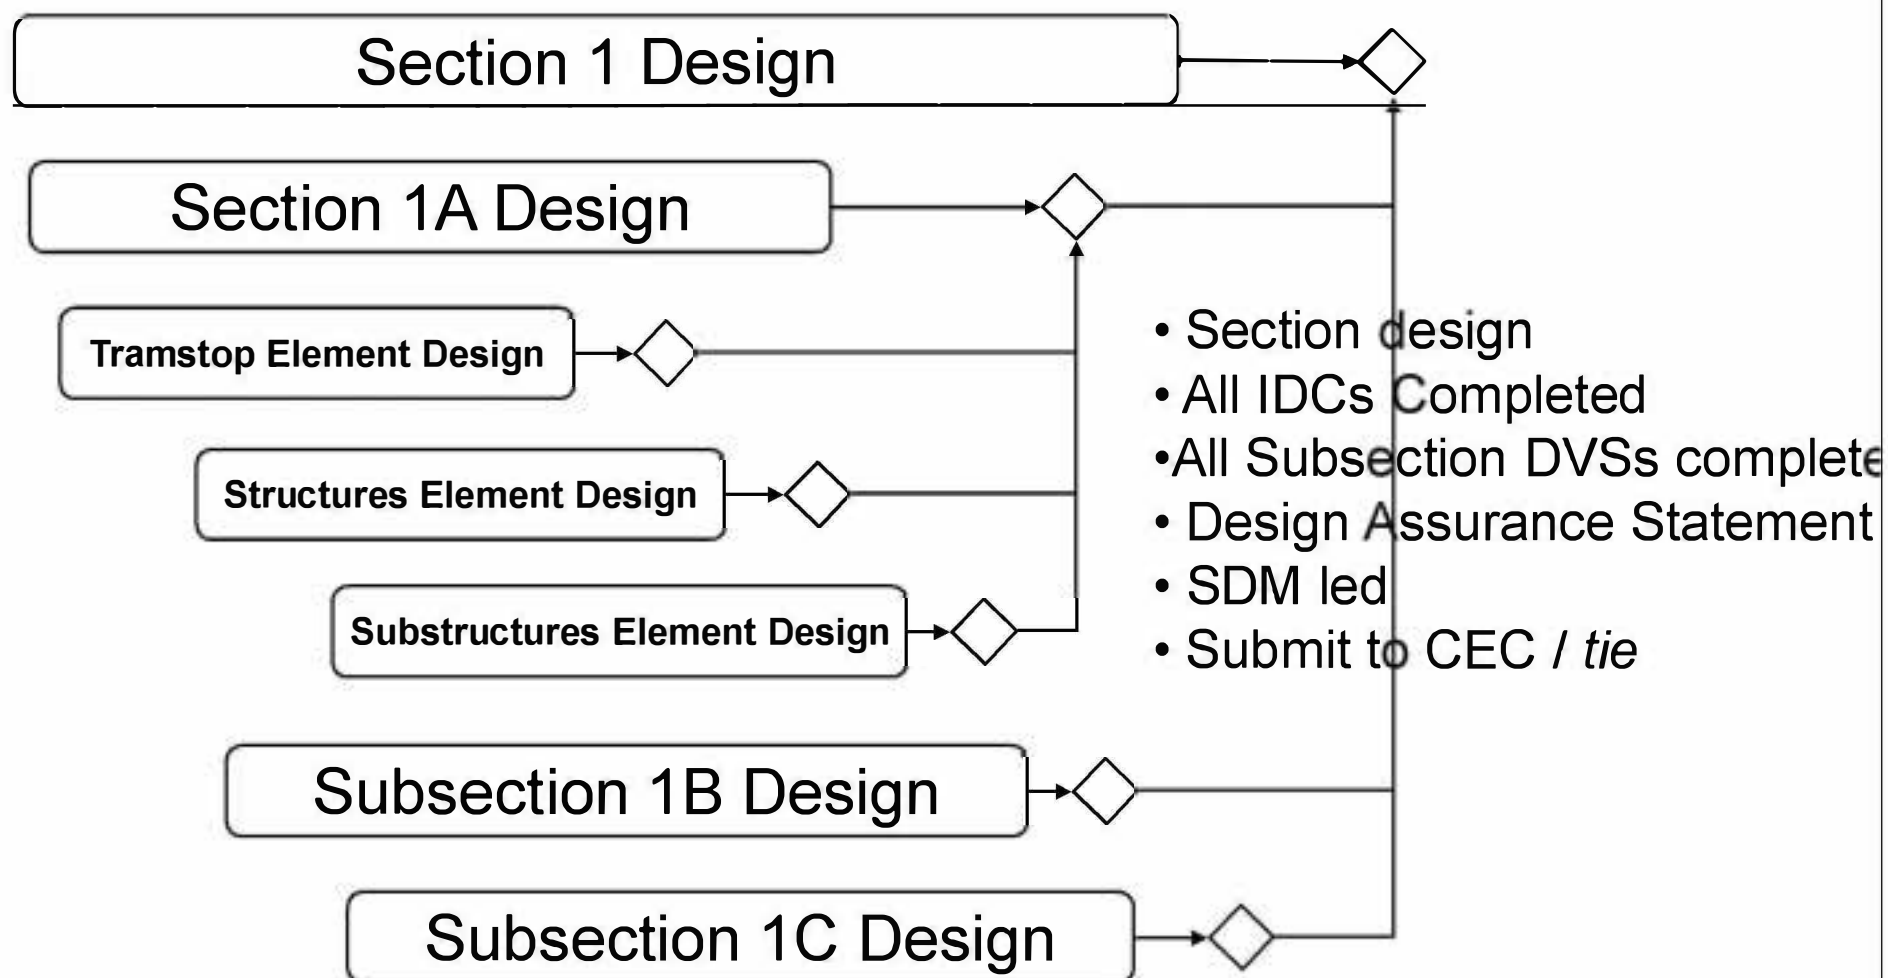 Section 1 Design
Section 1A Design
Tramstop Element Design
Structures Element Design
Substructures Element Design
• Section design
• All IDCs Completed
•All Subsection DVSs complete
• Design Assurance Statement
• SDM led
• Submit to CEC / tie
Subsection 1B Design
Subsection 1C Design